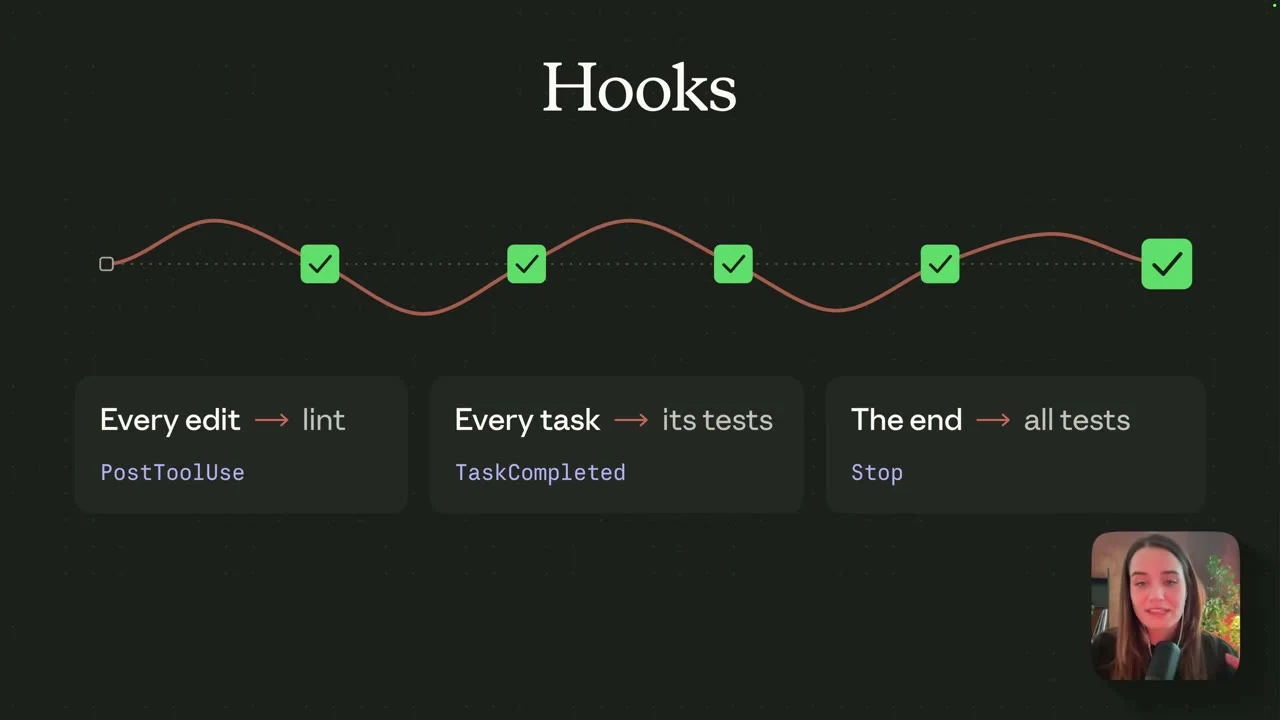 Hooks
Every edit → lint
PostToolUse
Every task → its tests
TaskCompleted
The end → all tests
Stop